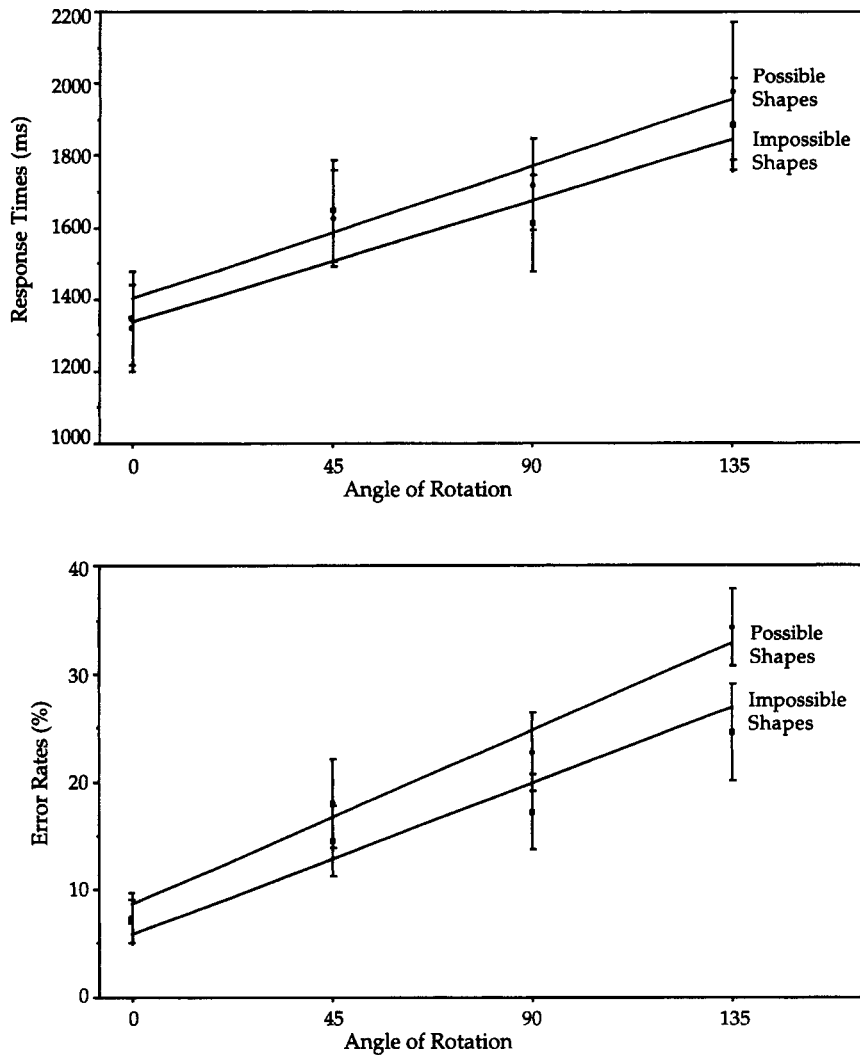 2200
2000
1800
1600
1400
1200
1000
Response Times (ms)
Possible
Shapes
Impossible
Shapes
0 45 90 135
Angle of Rotation
40
30
20
10
0
Error Rates (%)
Possible
Shapes
Impossible
Shapes
0 45 90 135
Angle of Rotation